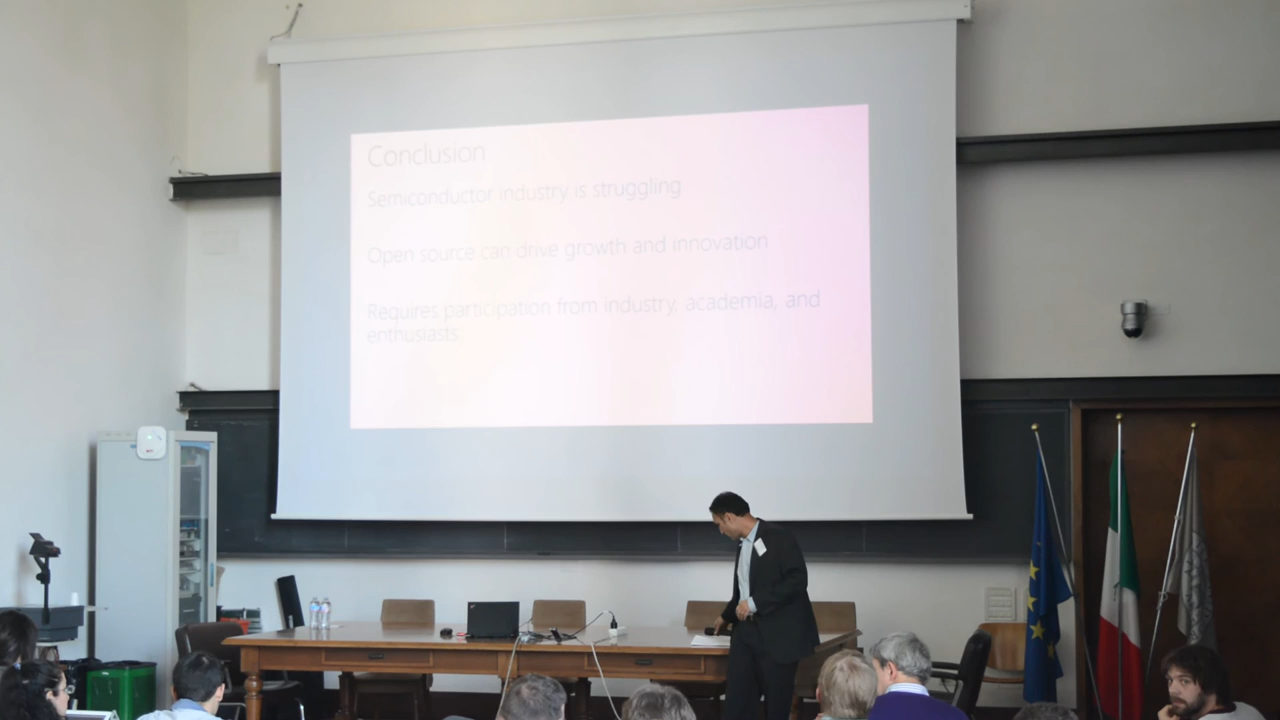 Conclusion
Semiconductor industry is struggling
Open source can drive growth and innovation
Requires participation from industry, academia, and
enthusiasts